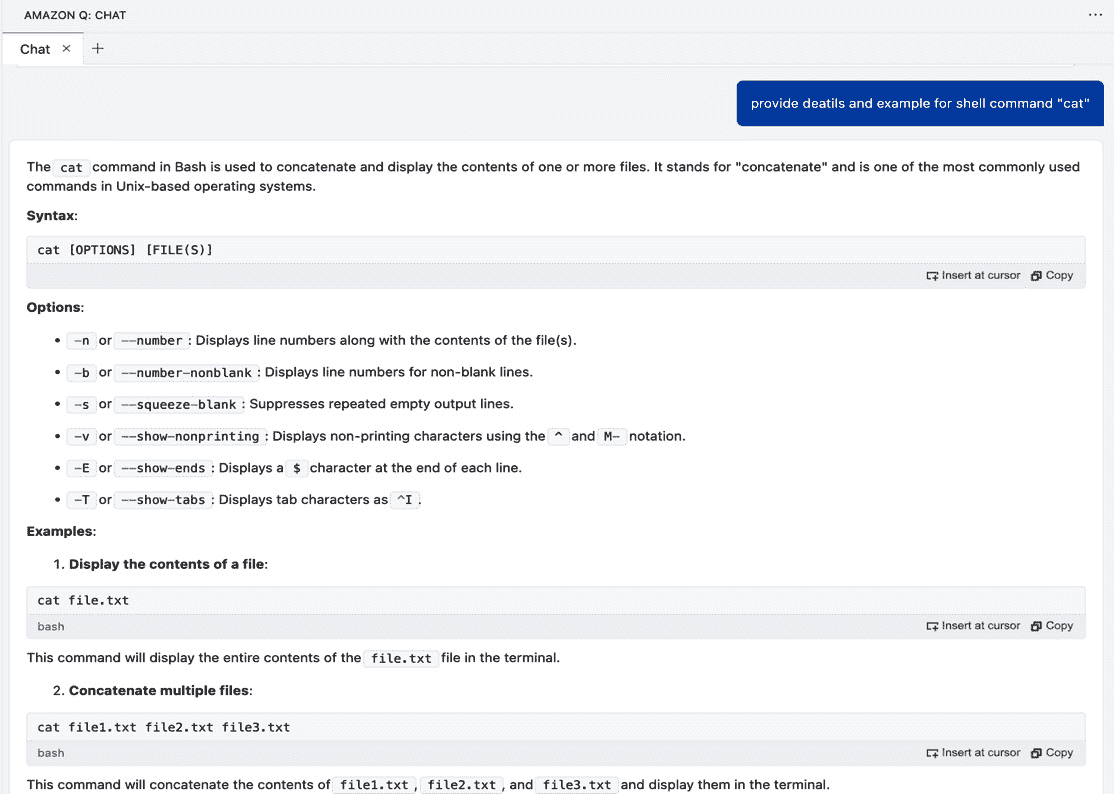 AMAZON Q: CHAT
Chat
provide deatils and example for shell command "cat"
The cat command in Bash is used to concatenate and display the contents of one or more files. It stands for "concatenate" and is one of the most commonly used
commands in Unix-based operating systems.
Syntax:
cat [OPTIONS] [FILE(S)]
Insert at cursor Copy
Options:
• -n or --number : Displays line numbers along with the contents of the file(s).
• -b or --number-nonblank : Displays line numbers for non-blank lines.
• -s or --squeeze-blank : Suppresses repeated empty output lines.
• -v or --show-nonprinting : Displays non-printing characters using the ^ and M- notation.
• -E or --show-ends : Displays a $ character at the end of each line.
• -T or --show-tabs : Displays tab characters as ^I .
Examples:
1. Display the contents of a file:
cat file.txt
bash Insert at cursor Copy
This command will display the entire contents of the file.txt file in the terminal.
2. Concatenate multiple files:
cat file1.txt file2.txt file3.txt
bash Insert at cursor Copy
This command will concatenate the contents of file1.txt , file2.txt , and file3.txt and display them in the terminal.